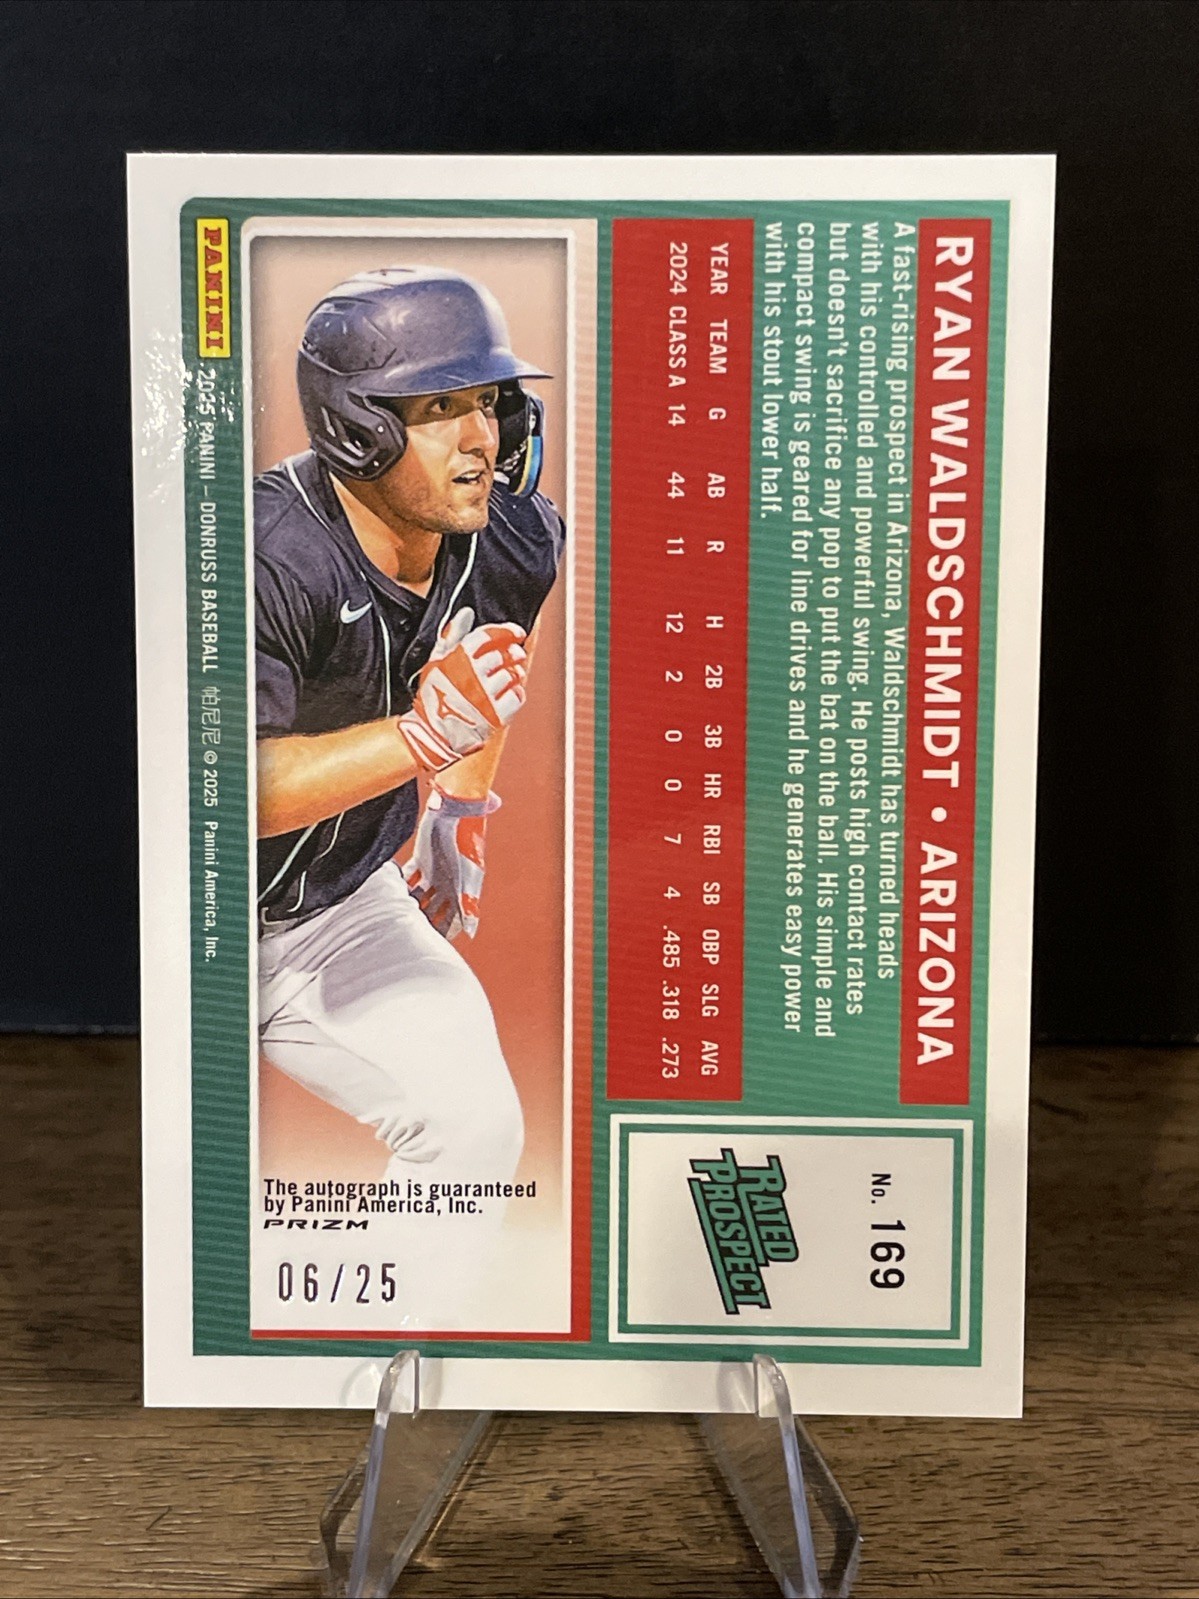 RYAN WALDSCHMIDT • ARIZONA
A fast-rising prospect in Arizona, Waldschmidt has turned heads
with his controlled and powerful swing. He posts high contact rates
but doesn't sacrifice any pop to put the bat on the ball. His simple and
compact swing is geared for line drives and he generates easy power
with his stout lower half.
YEAR TEAM G AB R H 2B 3B HR RBI SB OBP SLG AVG
2024 CLASS A 14 44 11 12 2 0 0 7 4 .485 .318 .273
No. 169
RATED
PROSPECT
The autograph is guaranteed
by Panini America, Inc.
PRIZM
06/25
PANINI
2025 PANINI – DONRUSS BASEBALL 帕尼尼 © 2025 Panini America, Inc.